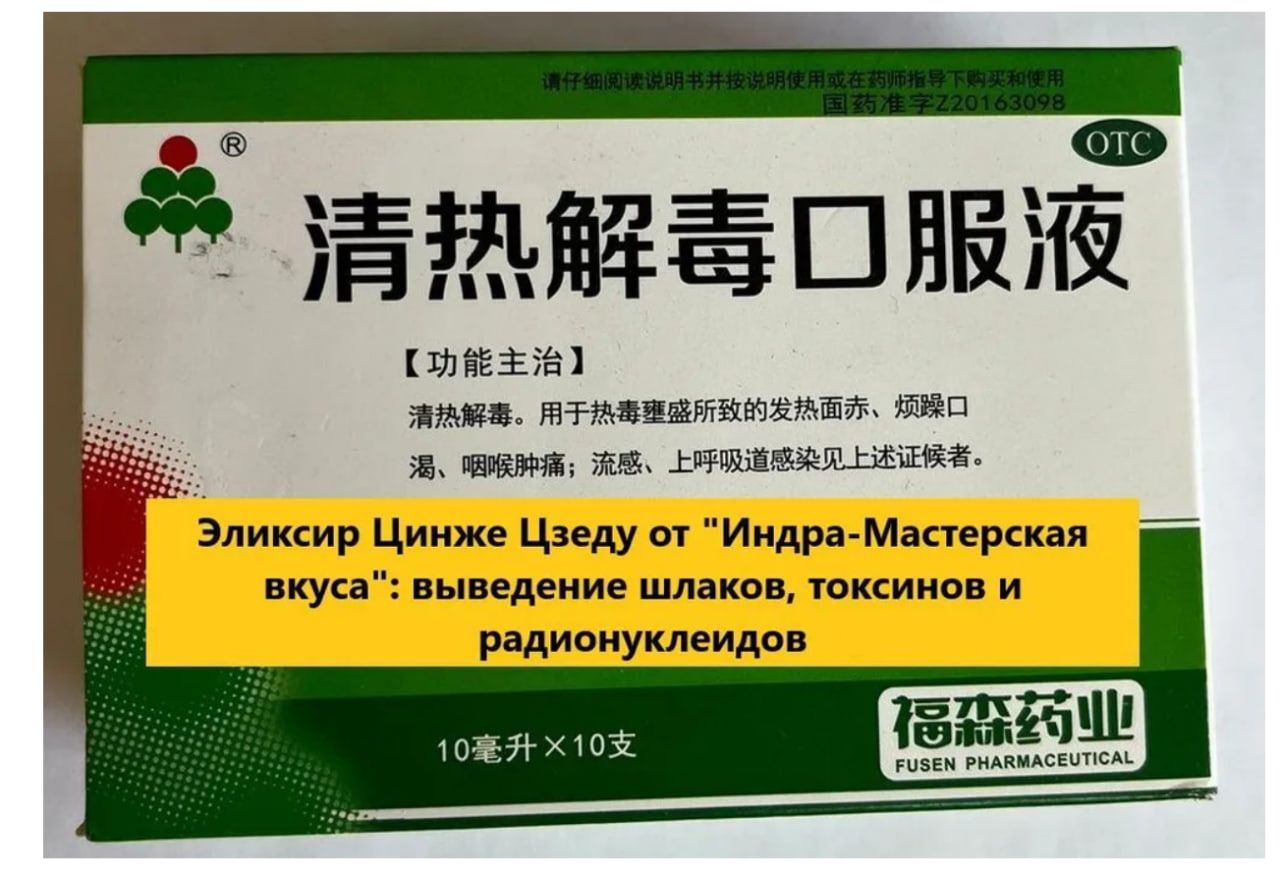 请仔细阅读说明书并按说明使用或在药师指导下购买和使用
国药准字Z20163098
®
OTC
清热解毒口服液
【功能主治】
清热解毒。用于热毒壅盛所致的发热面赤、烦躁口
渴、咽喉肿痛；流感、上呼吸道感染见上述证候者。
Эликсир Цинже Цзеду от "Индра-Мастерская
вкуса": выведение шлаков, токсинов и
радионуклеидов
10毫升×10支
福森药业
FUSEN PHARMACEUTICAL